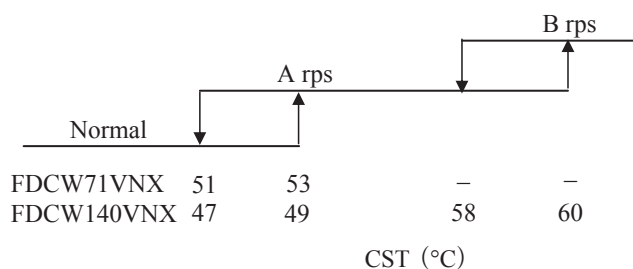 B rps
A rps
Normal
FDCW71VNX 51 53 – –
FDCW140VNX 47 49 58 60
CST (°C)